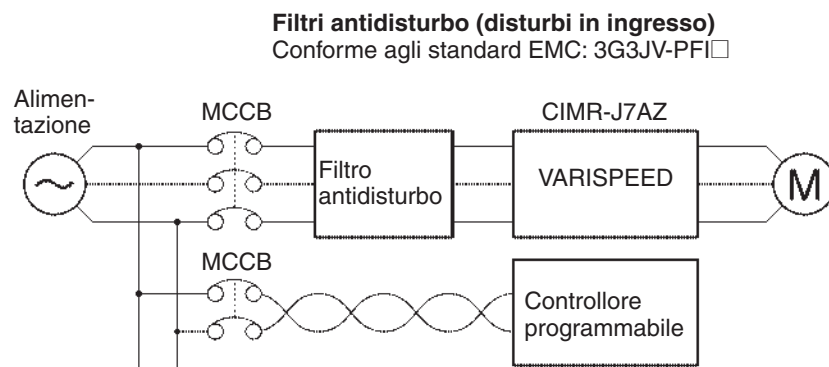 Filtri antidisturbo (disturbi in ingresso)
Conforme agli standard EMC: 3G3JV-PFI□
Alimen-
tazione
MCCB
CIMR-J7AZ
Filtro
antidisturbo
VARISPEED
M
MCCB
Controllore
programmabile